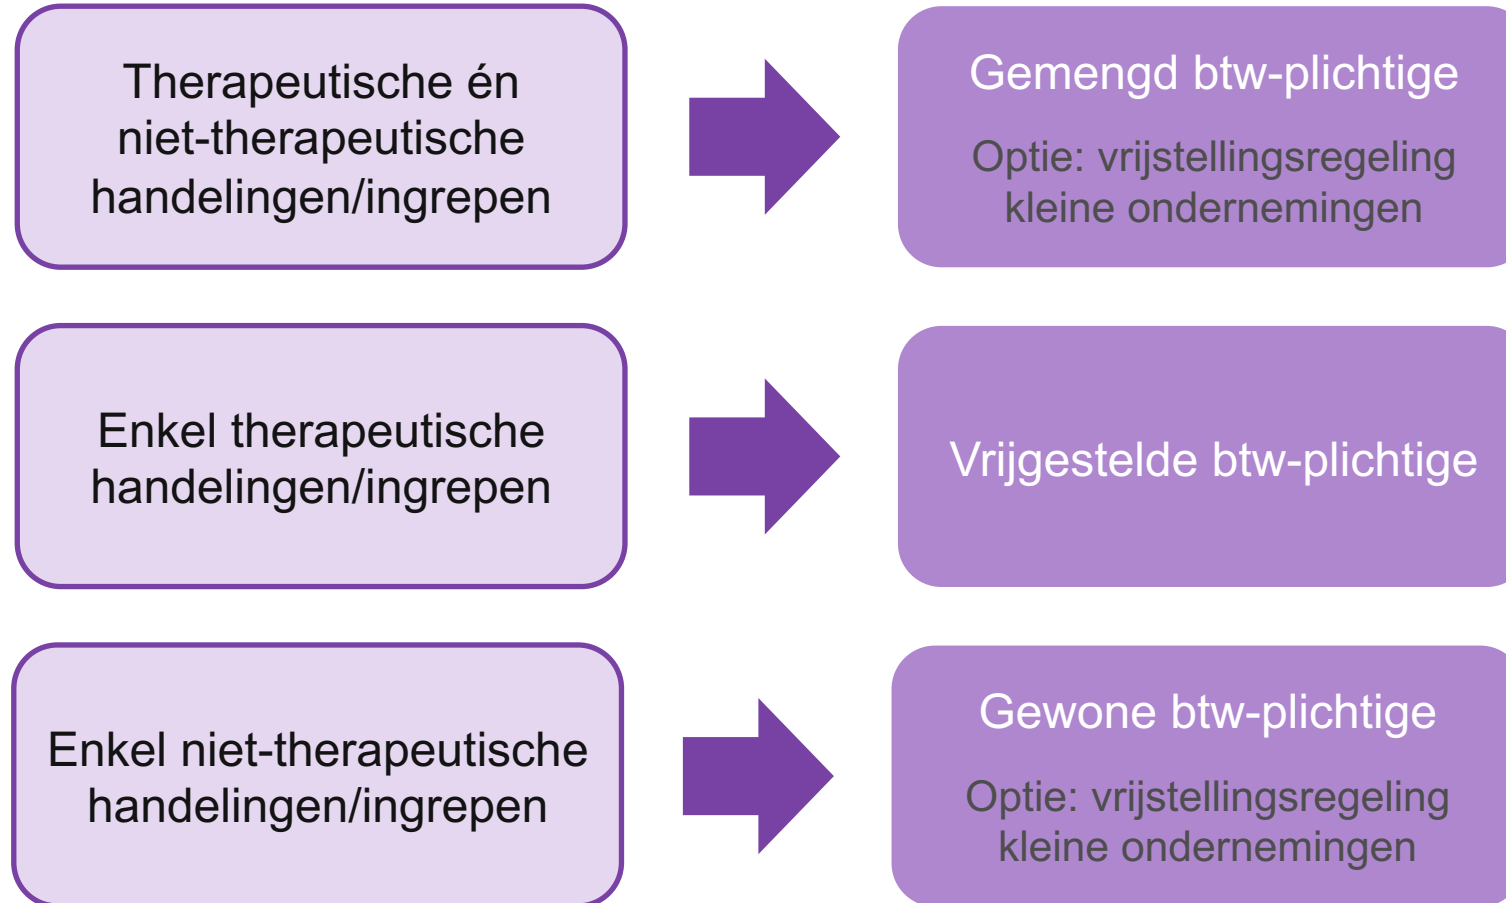 Therapeutische én
niet-therapeutische
handelingen/ingrepen
Gemengd btw-plichtige
Optie: vrijstellingsregeling
kleine ondernemingen
Enkel therapeutische
handelingen/ingrepen
Vrijgestelde btw-plichtige
Enkel niet-therapeutische
handelingen/ingrepen
Gewone btw-plichtige
Optie: vrijstellingsregeling
kleine ondernemingen